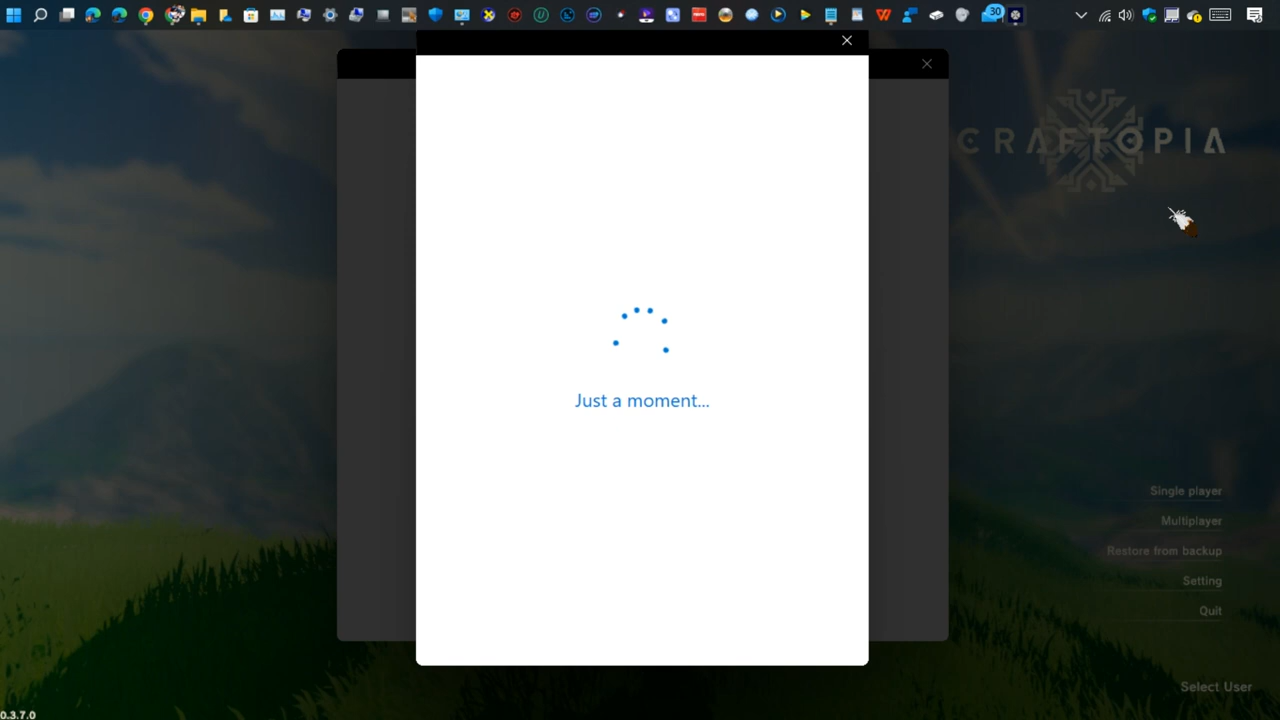 30
CRAFTOPIA
Just a moment...
Single player
Multiplayer
Restore from backup
Setting
Quit
Select User
0.3.7.0